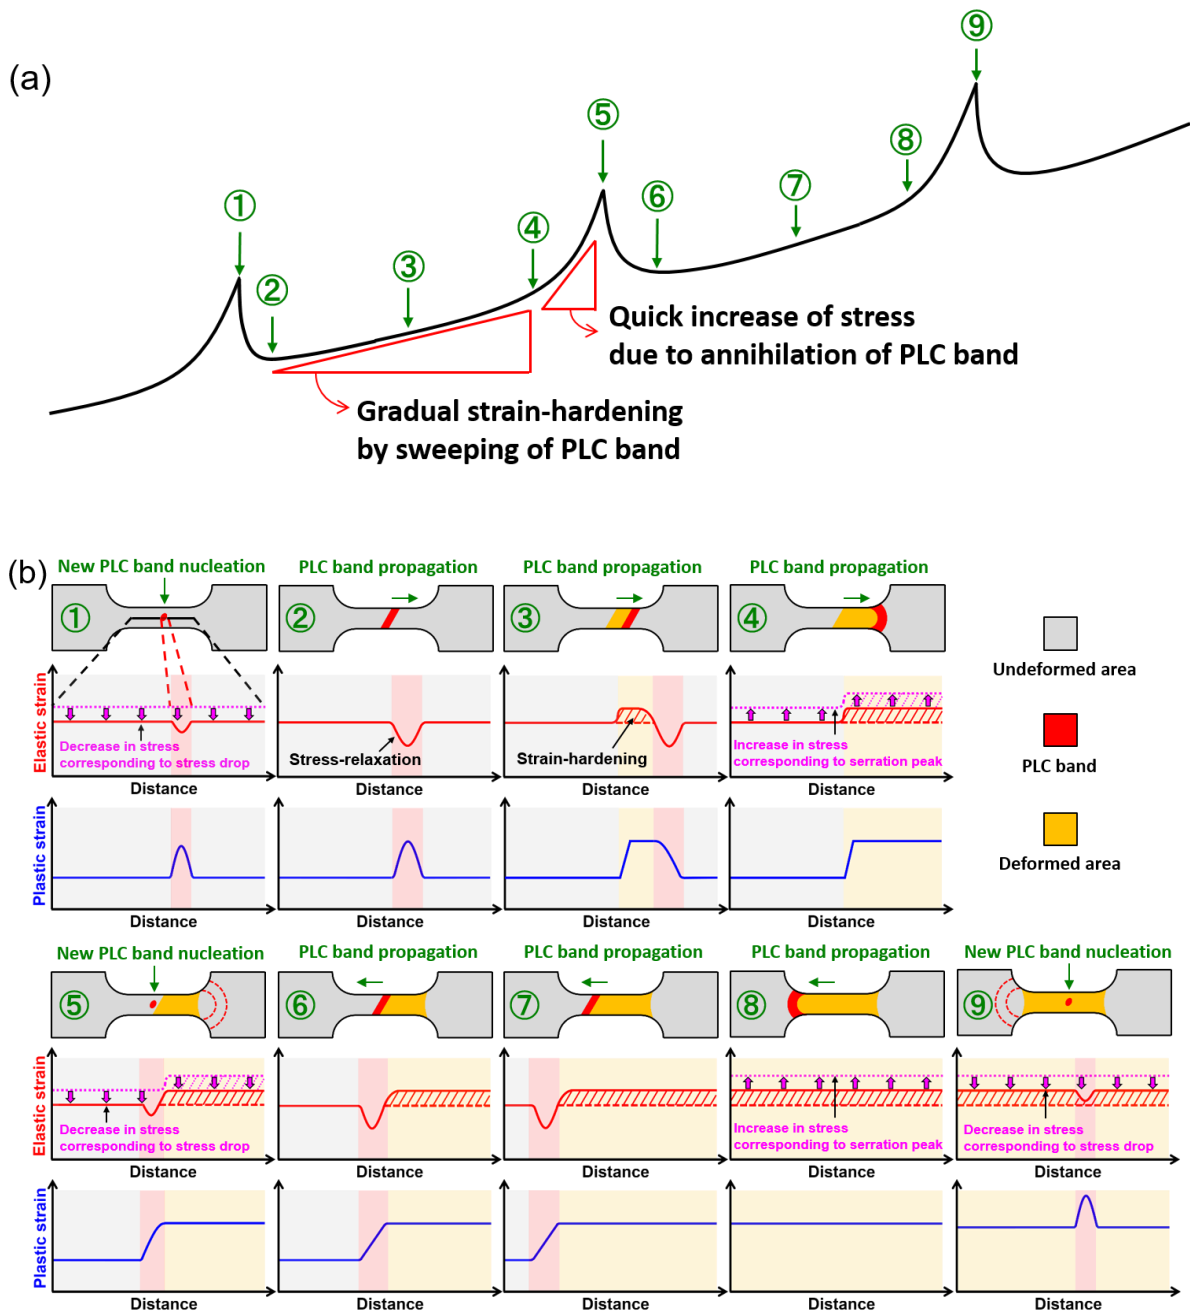 (a)
①
②
③
④
⑤
⑥
⑦
⑧
⑨
Quick increase of stress
due to annihilation of PLC band
Gradual strain-hardening
by sweeping of PLC band
(b)
New PLC band nucleation
PLC band propagation
PLC band propagation
PLC band propagation
①
②
③
④
Undeformed area
PLC band
Deformed area
Elastic strain
Decrease in stress
corresponding to stress drop
Stress-relaxation
Strain-hardening
Increase in stress
corresponding to serration peak
Distance
Distance
Distance
Distance
Plastic strain
Distance
Distance
Distance
Distance
New PLC band nucleation
PLC band propagation
PLC band propagation
PLC band propagation
New PLC band nucleation
⑤
⑥
⑦
⑧
⑨
Elastic strain
Decrease in stress
corresponding to stress drop
Increase in stress
corresponding to serration peak
Decrease in stress
corresponding to stress drop
Distance
Distance
Distance
Distance
Distance
Plastic strain
Distance
Distance
Distance
Distance
Distance